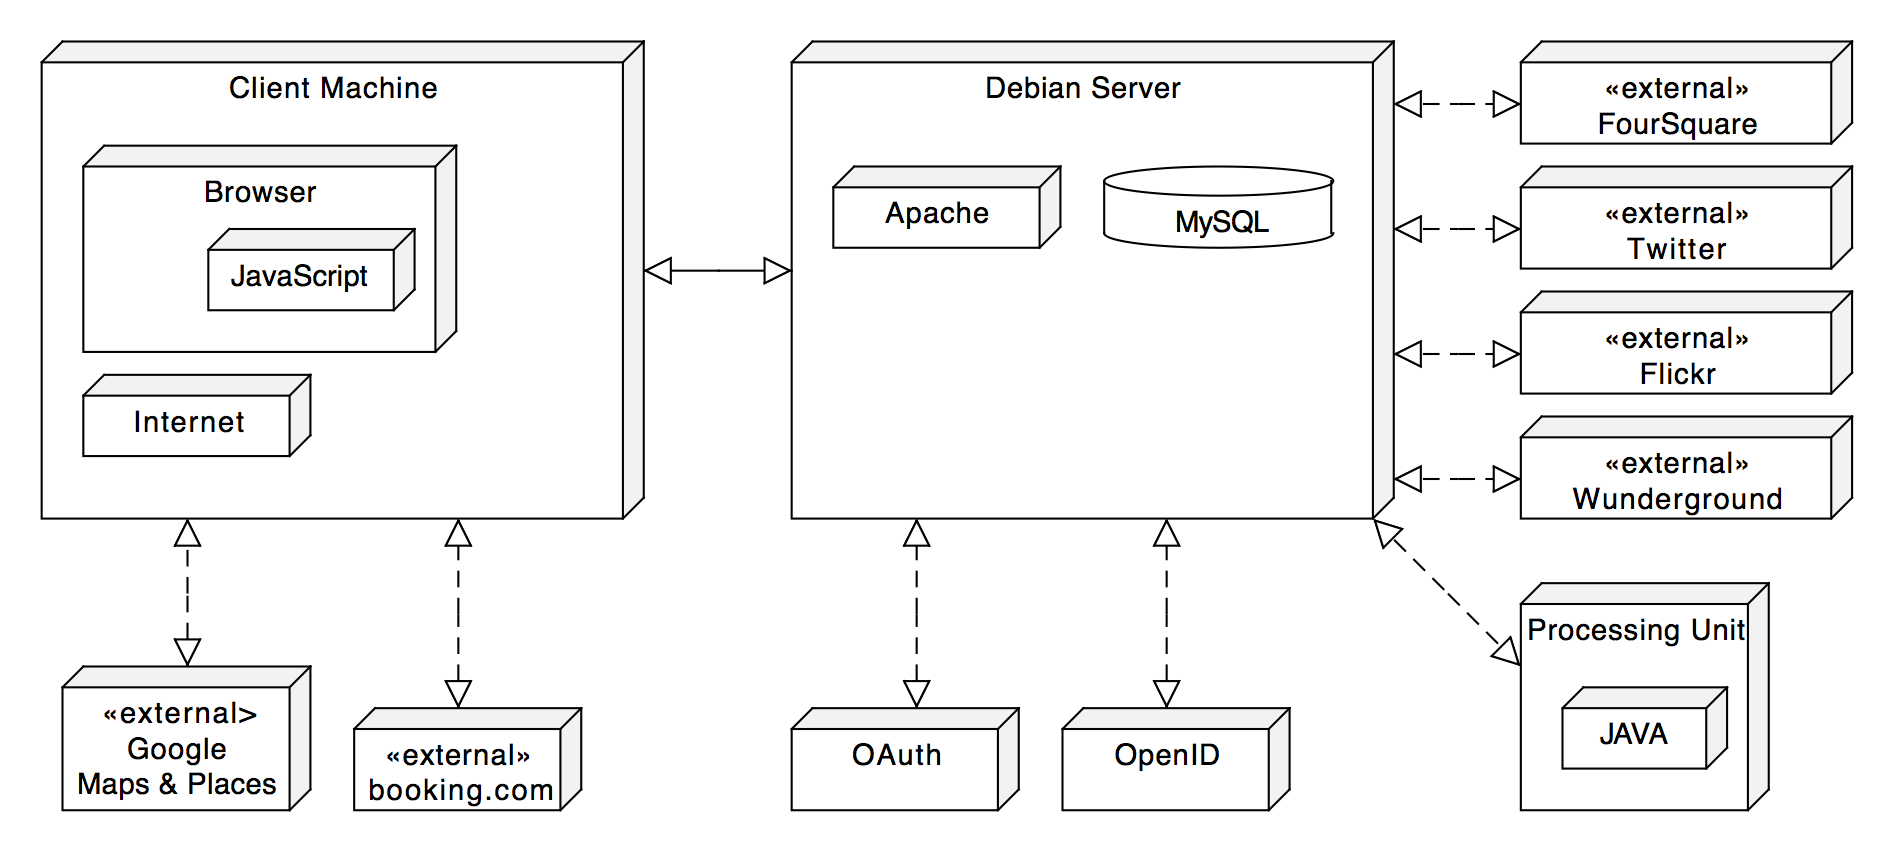 Client Machine
Browser
JavaScript
Internet
Debian Server
Apache
MySQL
«external»
FourSquare
«external»
Twitter
«external»
Flickr
«external»
Wunderground
«external>
Google
Maps & Places
«external»
booking.com
OAuth
OpenID
Processing Unit
JAVA